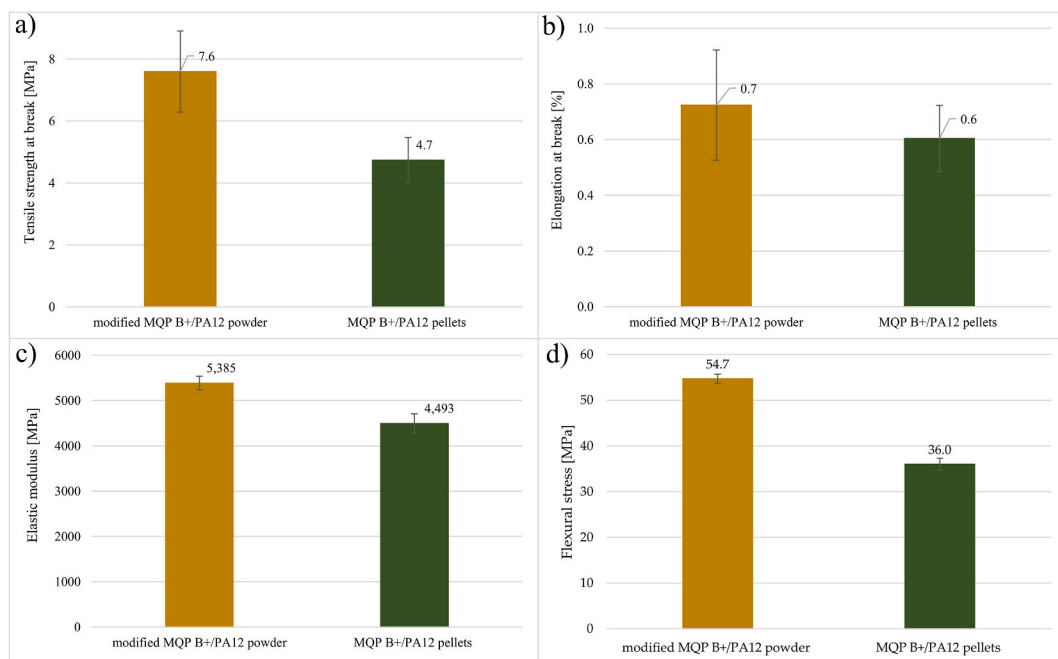 a)
Tensile strength at break [MPa]
8
6
4
2
0
7.6
4.7
modified MQP B+/PA12 powder
MQP B+/PA12 pellets
b)
Elongation at break [%]
1.0
0.8
0.6
0.4
0.2
0.0
0.7
0.6
modified MQP B+/PA12 powder
MQP B+/PA12 pellets
c)
Elastic modulus [MPa]
6000
5000
4000
3000
2000
1000
0
5,385
4,493
modified MQP B+/PA12 powder
MQP B+/PA12 pellets
d)
Flexural stress [MPa]
60
50
40
30
20
10
0
54.7
36.0
modified MQP B+/PA12 powder
MQP B+/PA12 pellets